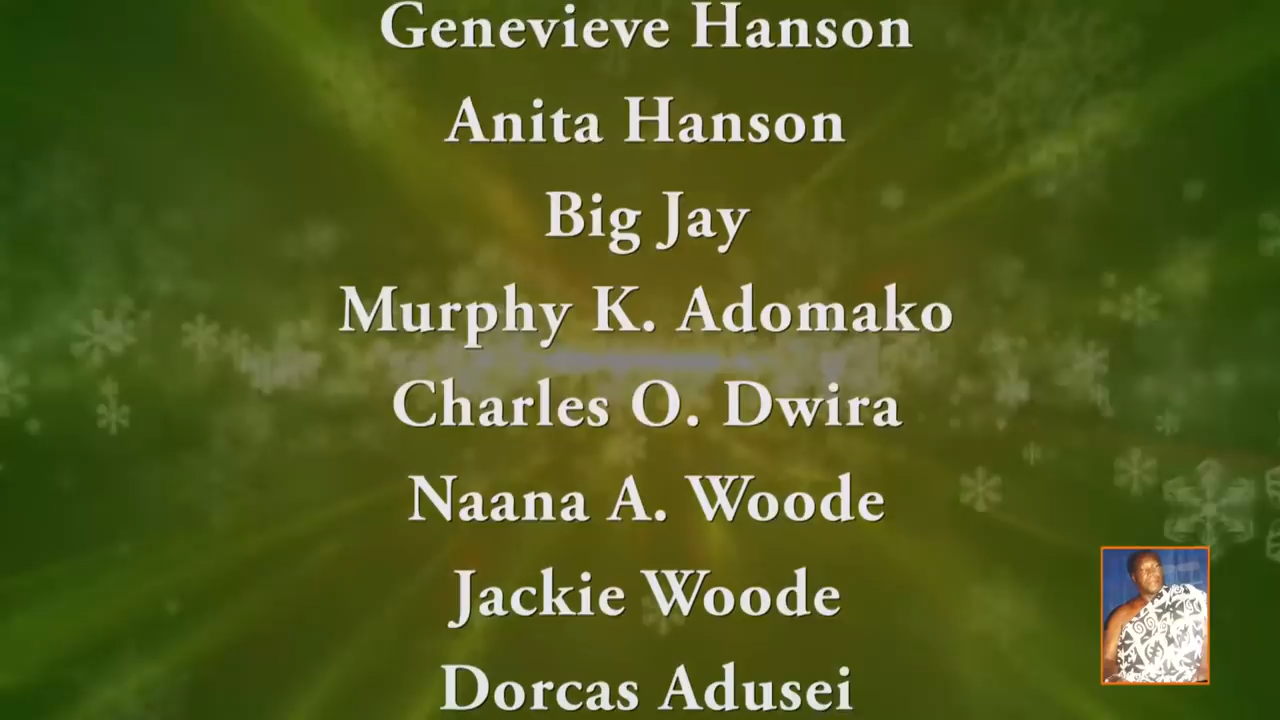 Genevieve Hanson
Anita Hanson
Big Jay
Murphy K. Adomako
Charles O. Dwira
Naana A. Woode
Jackie Woode
Dorcas Adusei